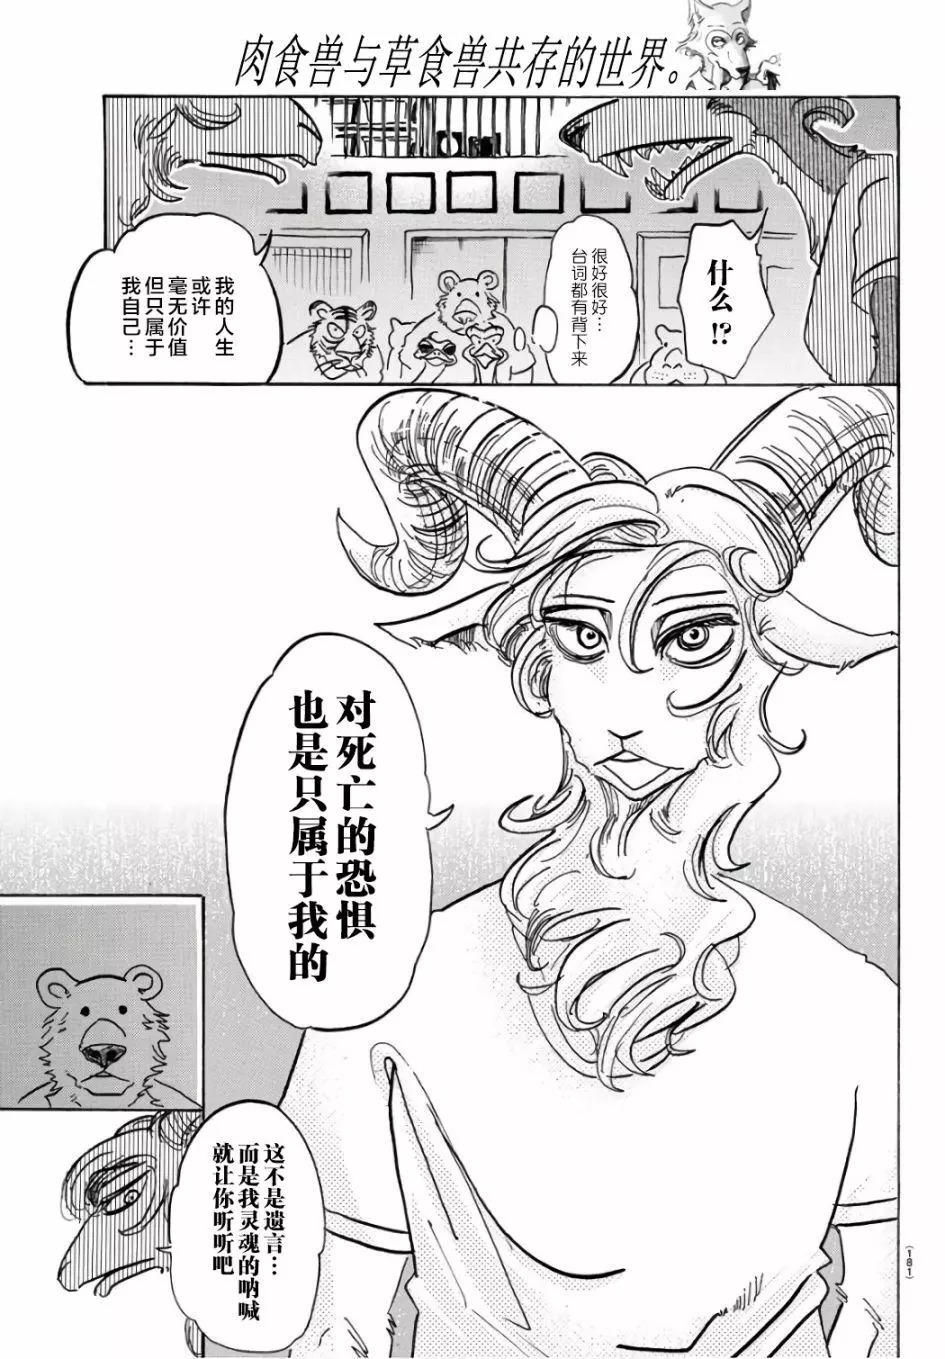 肉食兽与草食兽共存的世界。
什么!?
很好很好…
台词都有背下来
我的人生
或许
毫无价值
但只属于
我自己…
对死亡的恐惧
也是只属于我的
这不是遗言…
而是我灵魂的呐喊
就让你听听吧
(181)